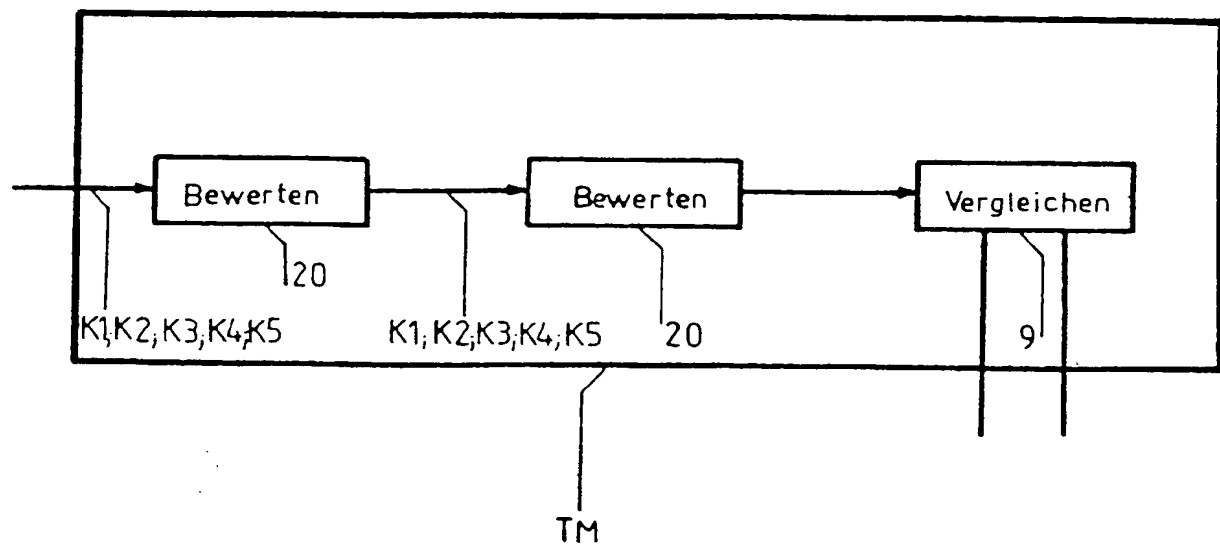 Bewerten
Bewerten
Vergleichen
20
K1; K2; K3; K4; K5
K1; K2; K3; K4; K5
20
9
TM